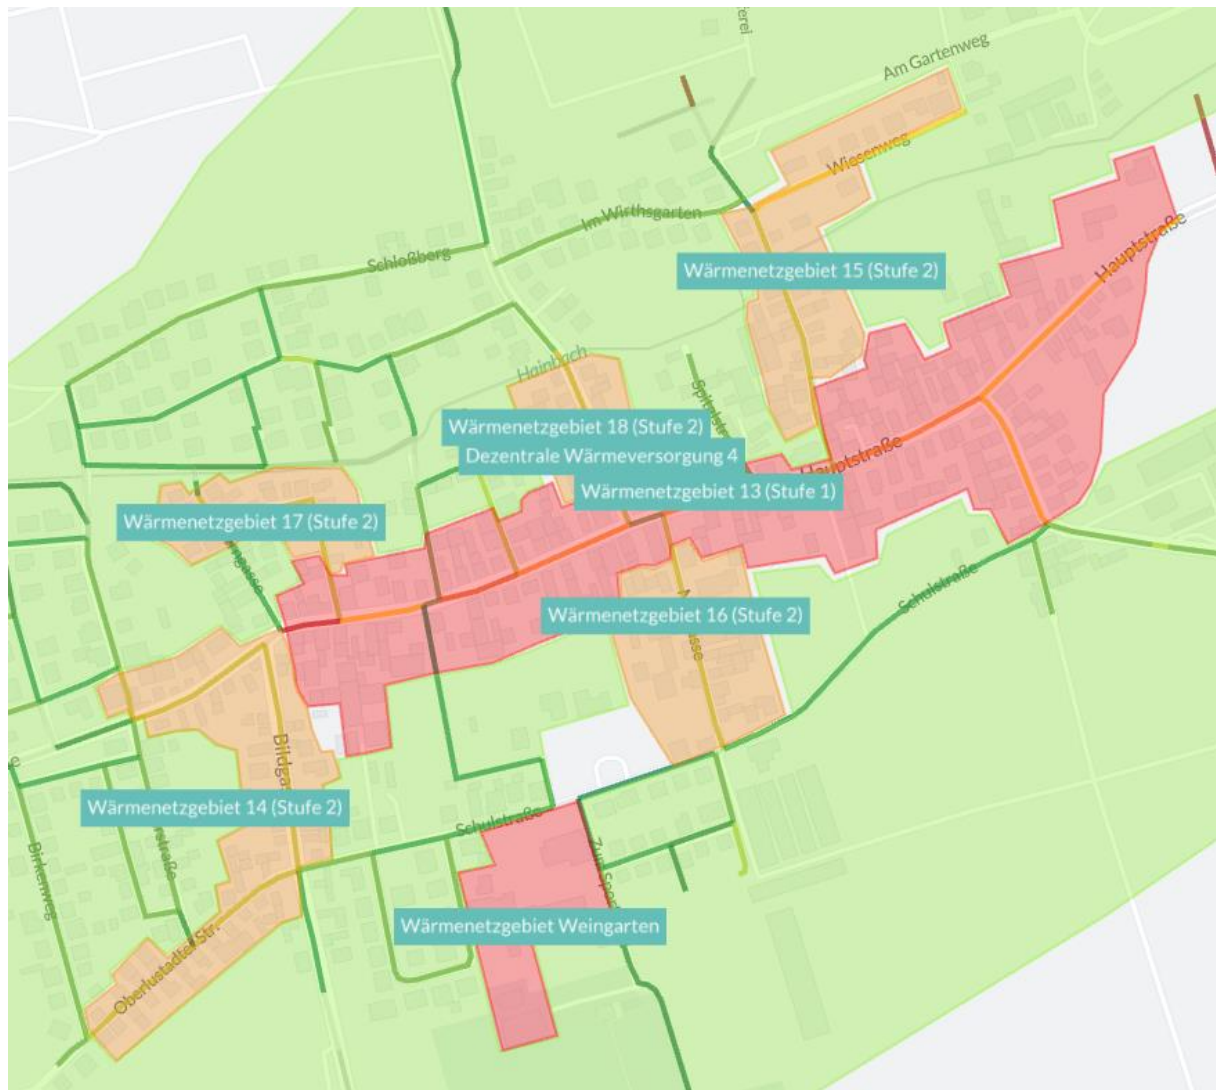 Am Gartenweg
Wiesenweg
Im Wirthsgarten
Hauptstraße
Schloßberg
Wärmenetzgebiet 15 (Stufe 2)
Hainbach
Wärmenetzgebiet 18 (Stufe 2)
Hauptstraße
Dezentrale Wärmeversorgung 4
Wärmenetzgebiet 13 (Stufe 1)
Wärmenetzgebiet 17 (Stufe 2)
Schulstraße
Wärmenetzgebiet 16 (Stufe 2)
Wärmenetzgebiet 14 (Stufe 2)
Schulstraße
Birkenweg
Wärmenetzgebiet Weingarten
Oberlustadter Str.